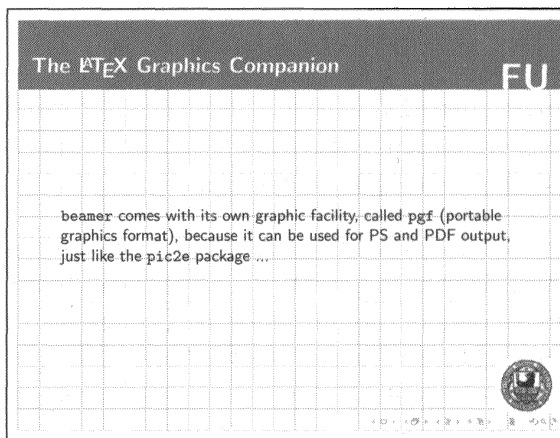 The LATEX Graphics Companion
FU
beamer comes with its own graphic facility, called pgf (portable
graphics format), because it can be used for PS and PDF output,
just like the pic2e package ...